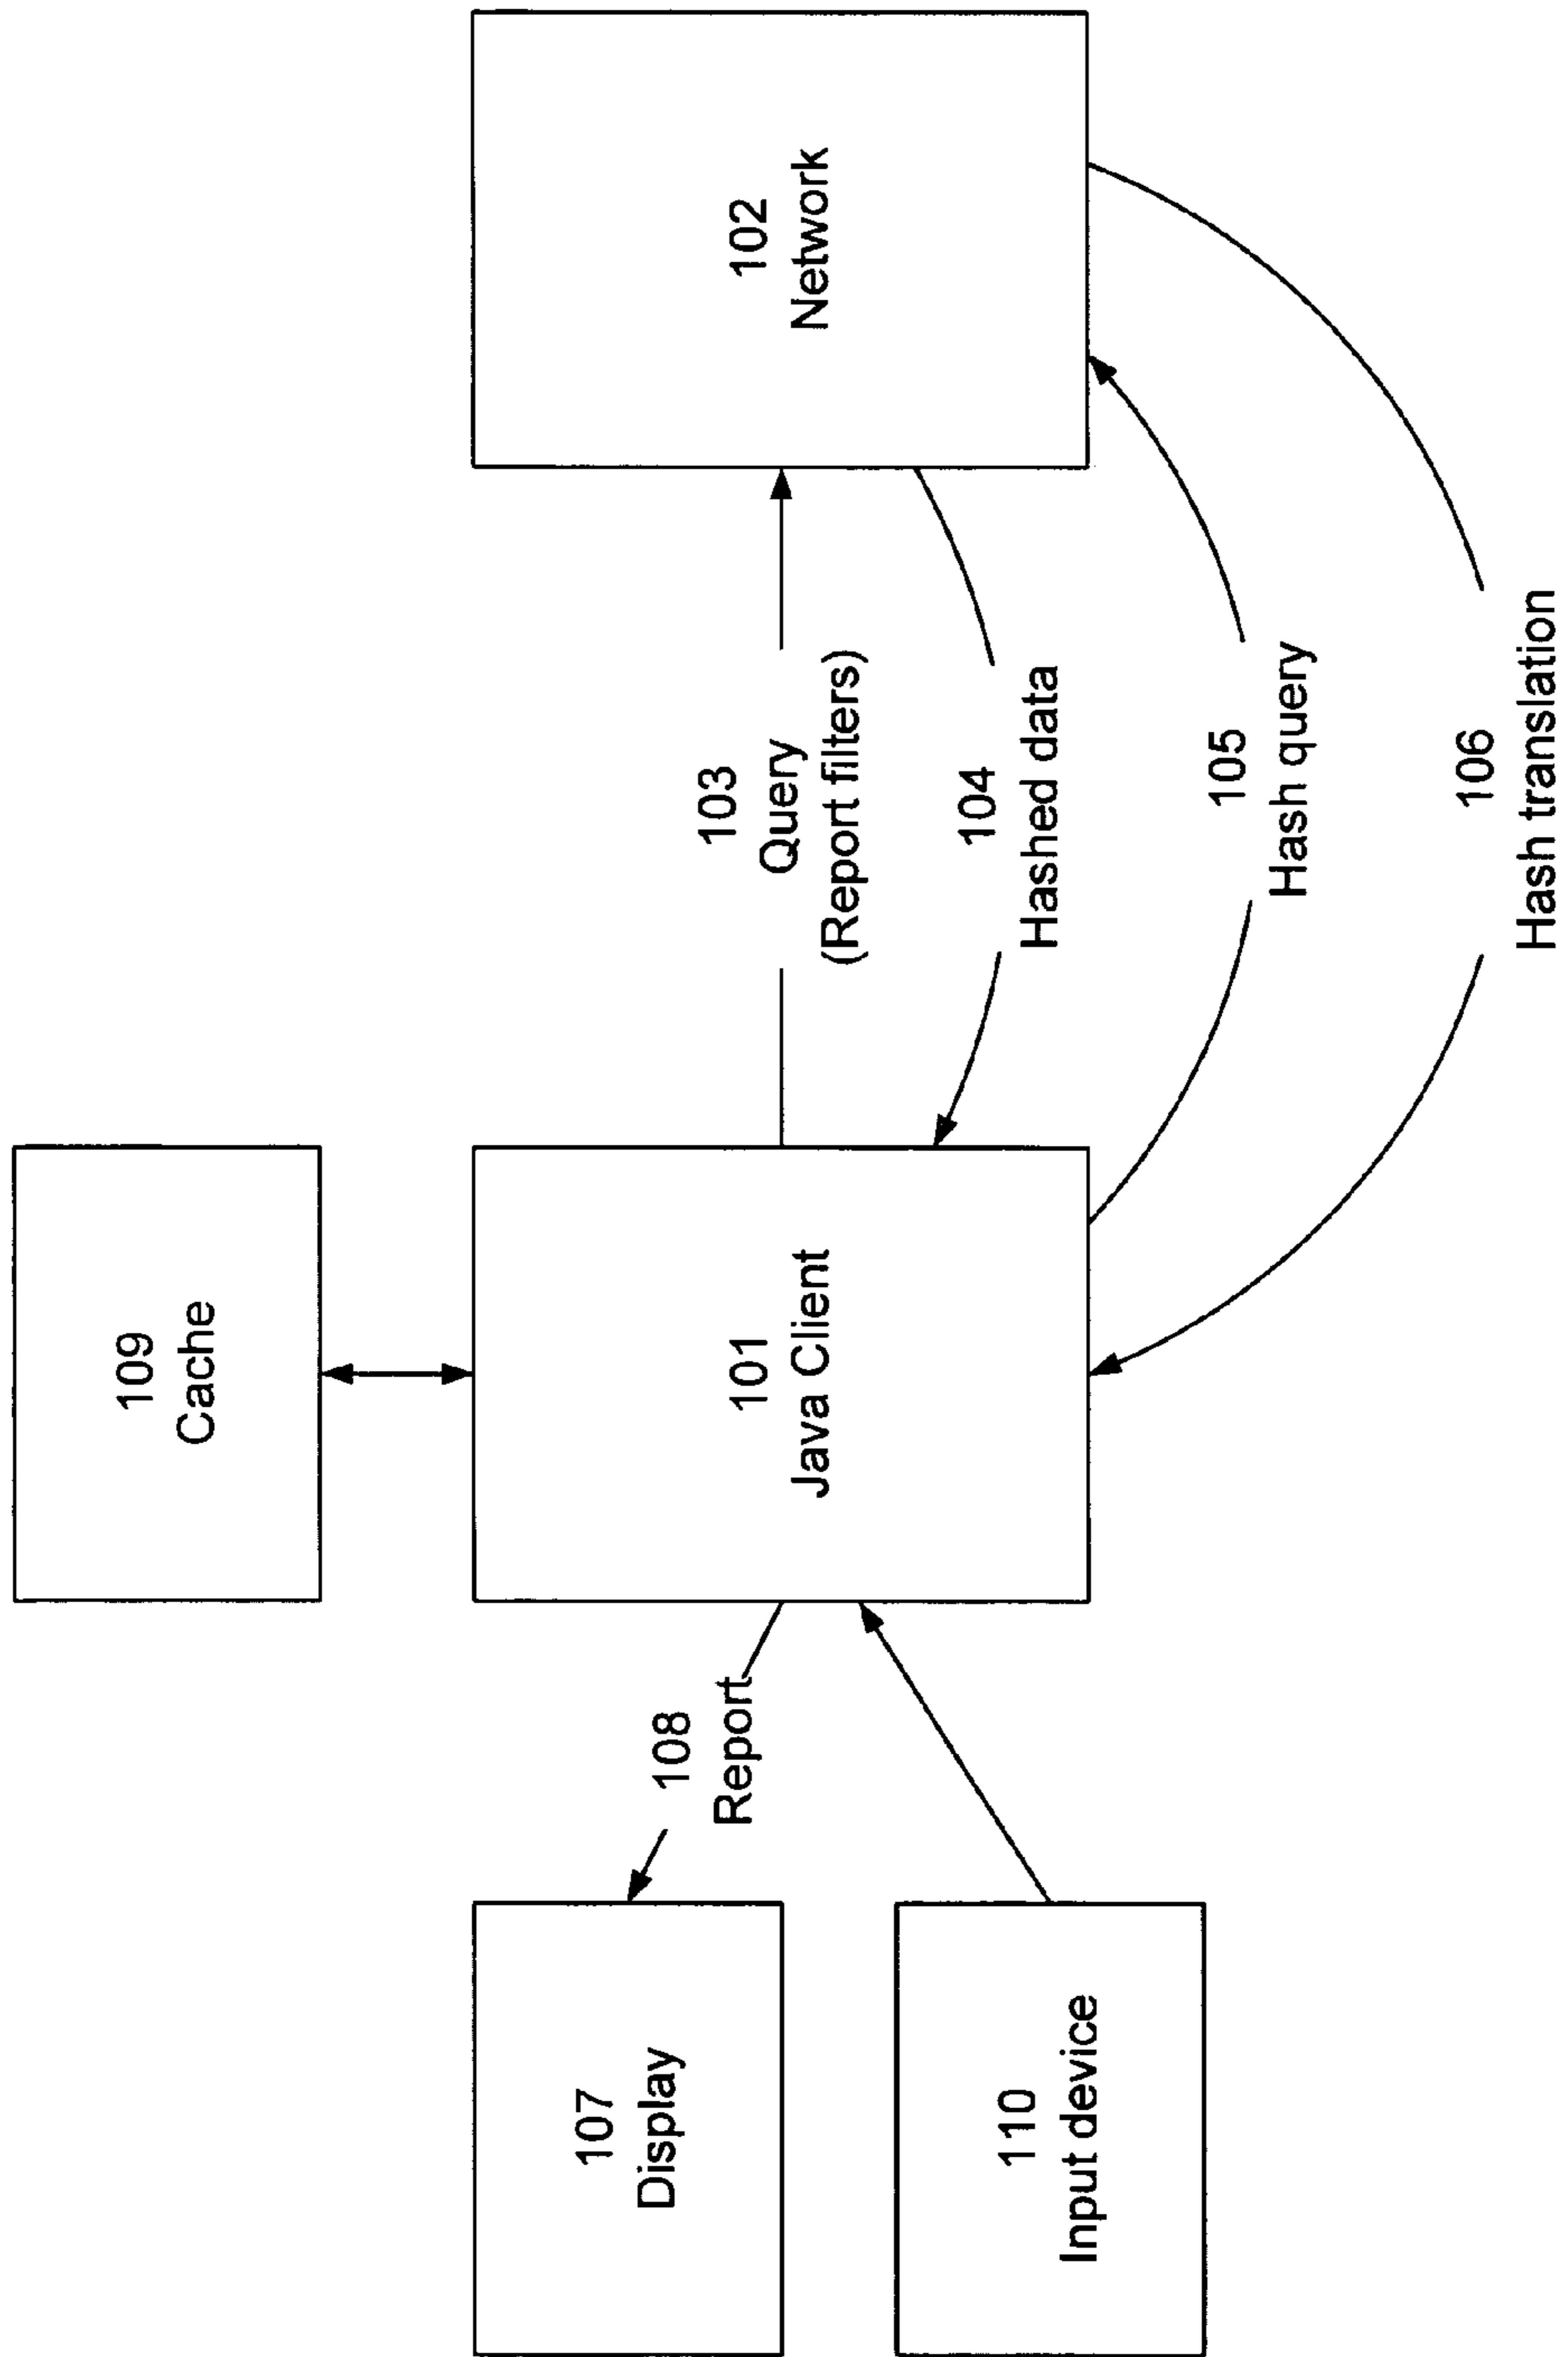 109
Cache
107
Display
108
Report
101
Java Client
103
Query
(Report filters)
102
Network
104
Hashed data
110
Input device
105
Hash query
106
Hash translation